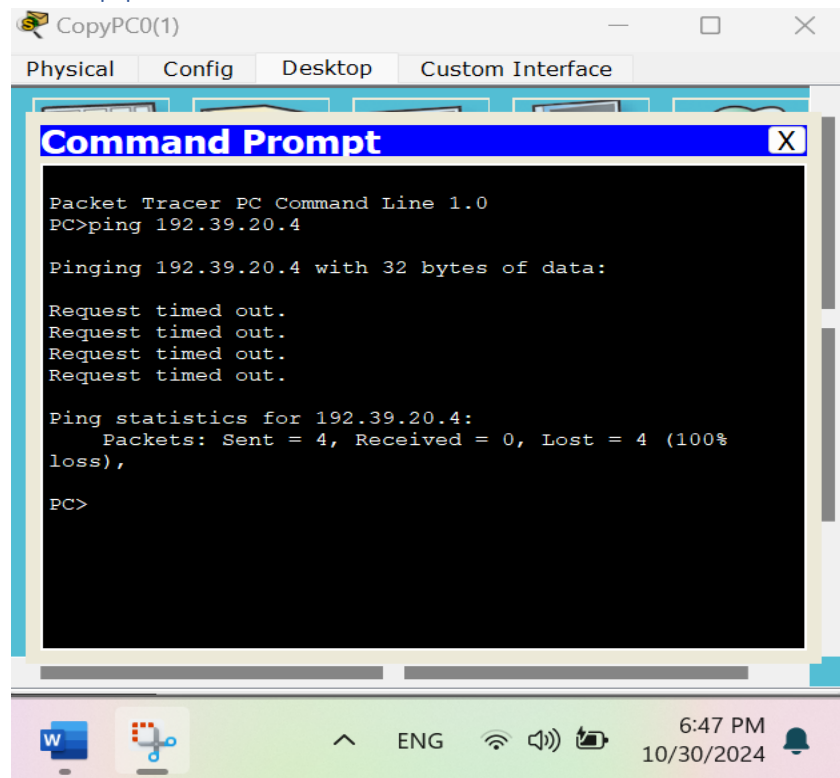 CopyPC0(1)
Physical Config Desktop Custom Interface
Command Prompt X
Packet Tracer PC Command Line 1.0
PC>ping 192.39.20.4
Pinging 192.39.20.4 with 32 bytes of data:
Request timed out.
Request timed out.
Request timed out.
Request timed out.
Ping statistics for 192.39.20.4:
Packets: Sent = 4, Received = 0, Lost = 4 (100%
loss),
PC>
W ENG 6:47 PM
10/30/2024